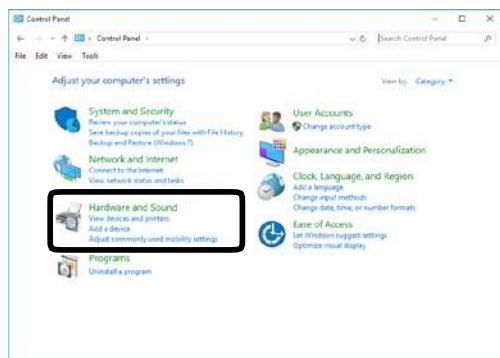 Control Panel
Control Panel
Search Control Panel
File Edit View Tools
Adjust your computer's settings
View by: Category
System and Security
Review your computer's status
Save backup copies of your files with File History
Backup and Restore (Windows 7)
Network and Internet
Connect to the Internet
View network status and tasks
Hardware and Sound
View devices and printers
Add a device
Adjust commonly used mobility settings
Programs
Uninstall a program
User Accounts
Change account type
Appearance and Personalization
Clock, Language, and Region
Add a language
Change input methods
Change date, time, or number formats
Ease of Access
Let Windows suggest settings
Optimize visual display